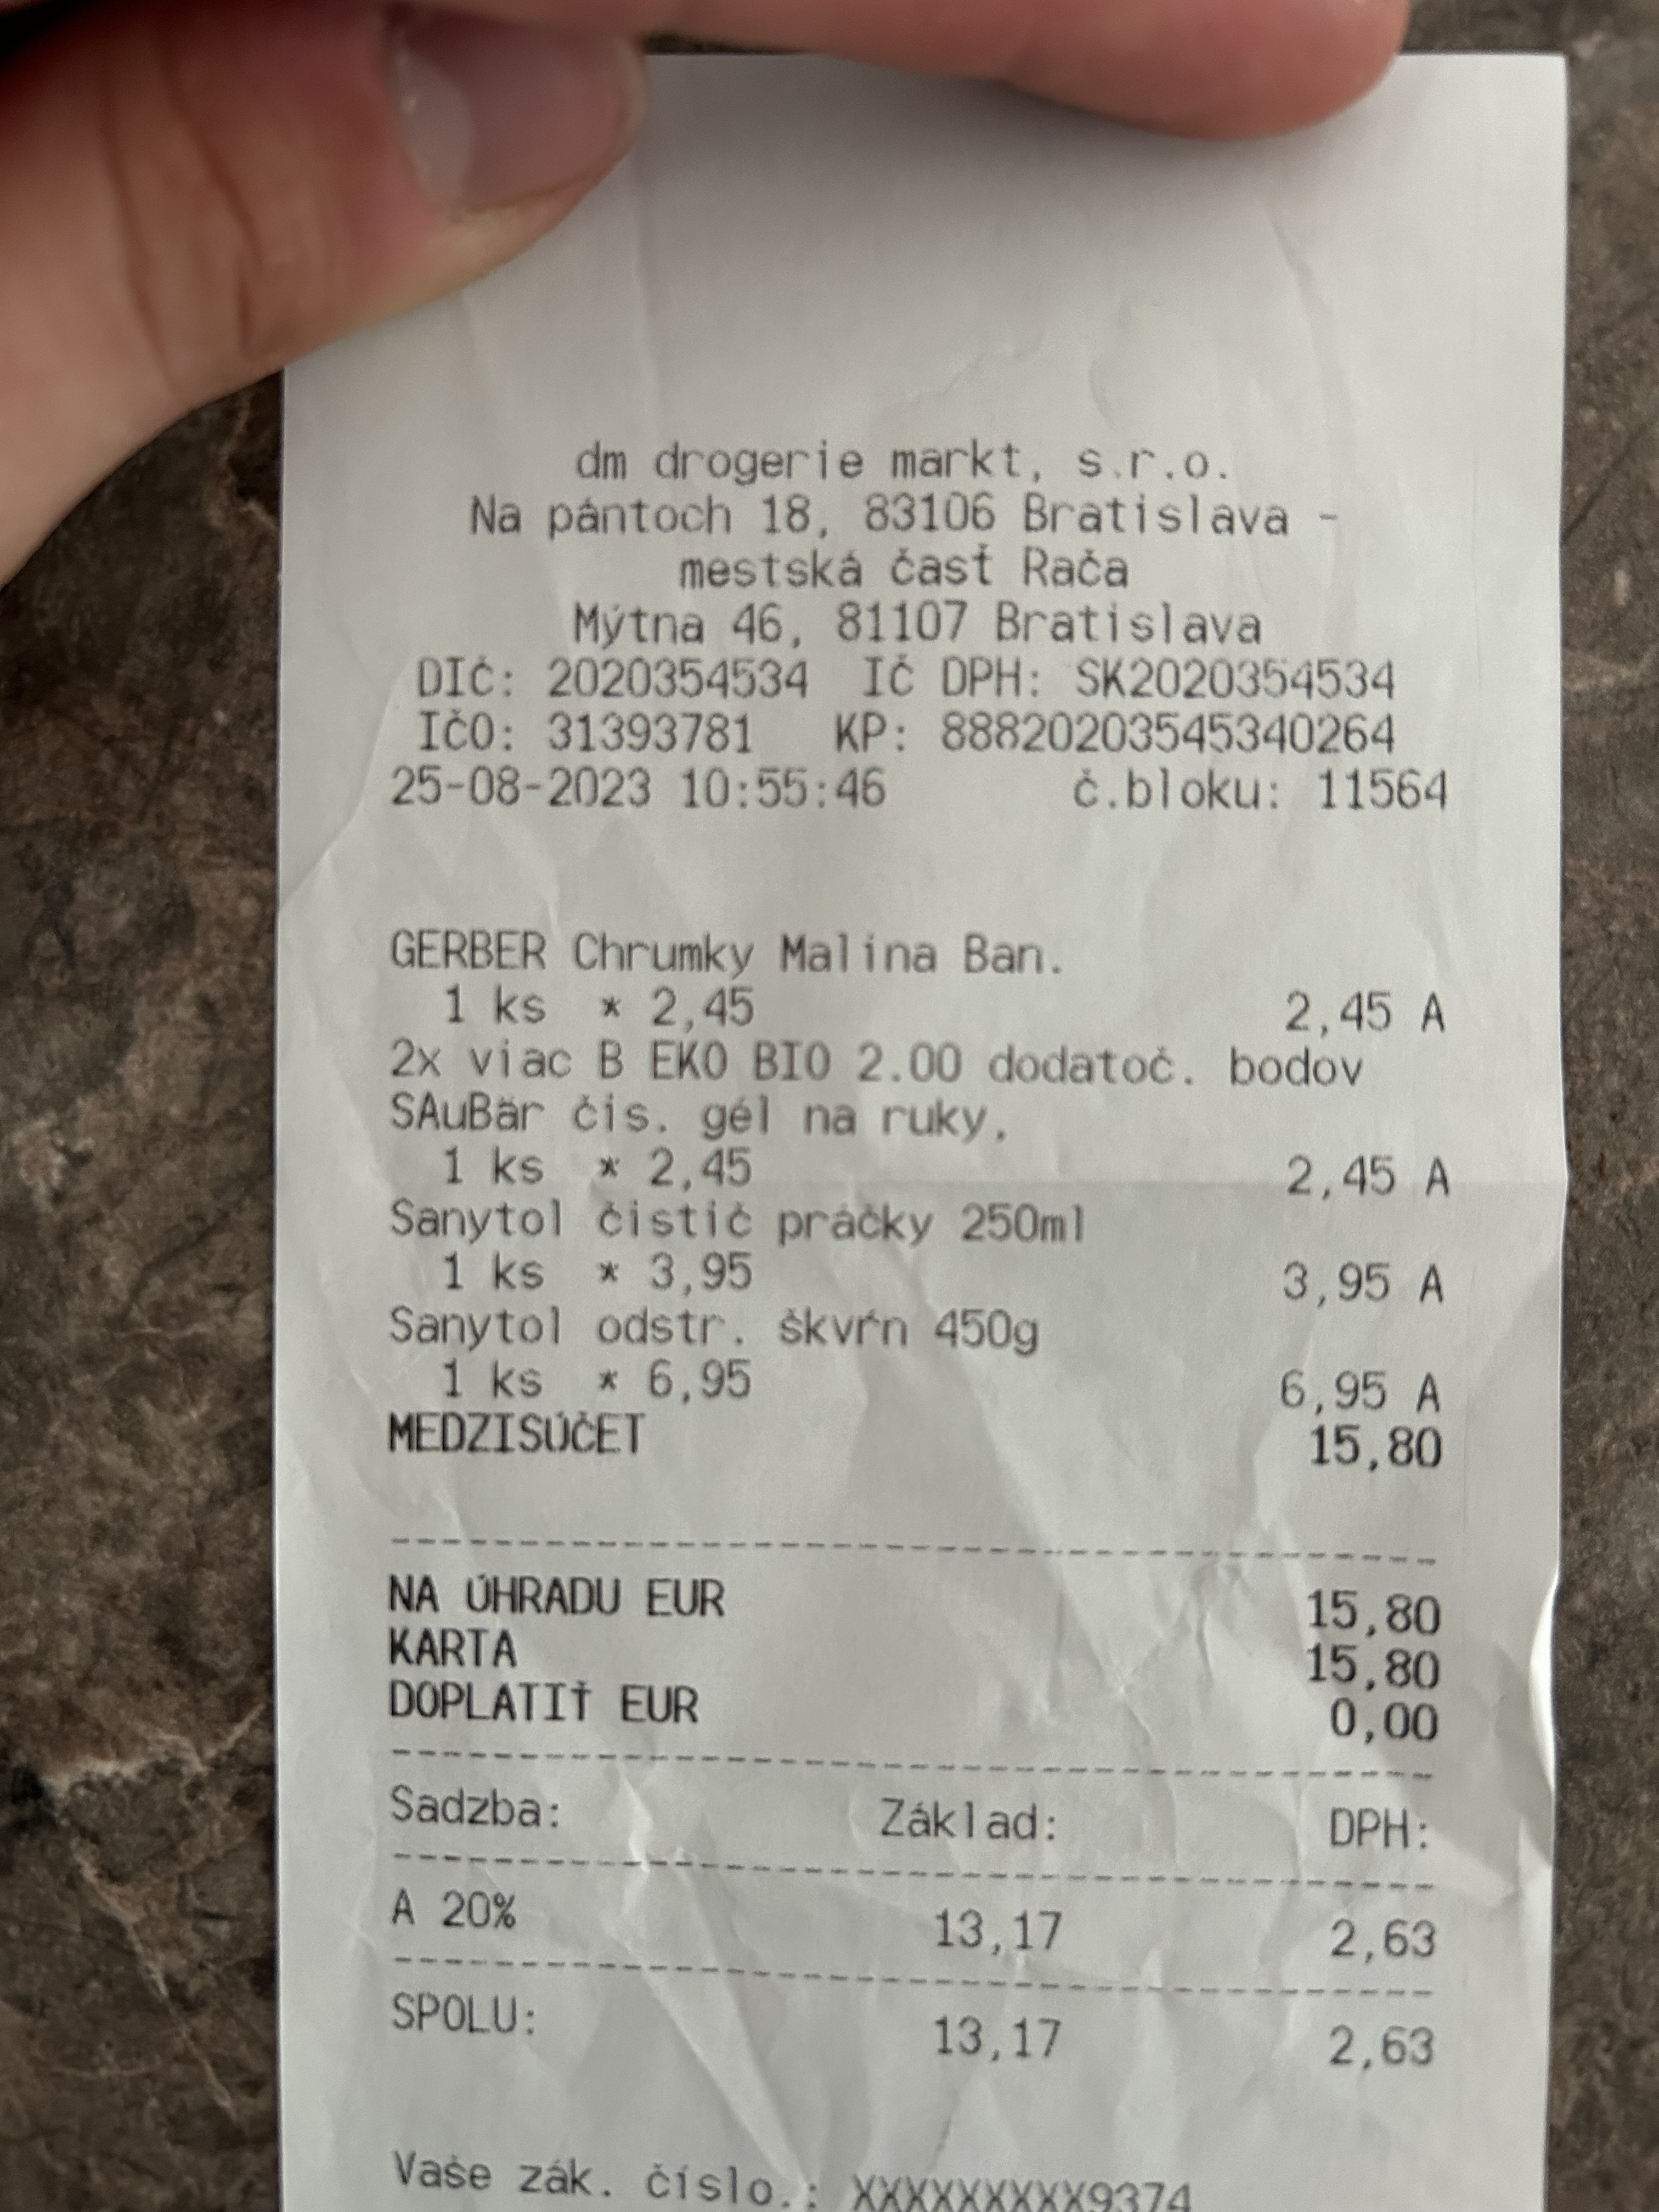 dm drogerie markt, s.r.o.
Na pántoch 18, 83106 Bratislava -
mestská časť Rača
Mýtna 46, 81107 Bratislava
DIČ: 2020354534 IČ DPH: SK2020354534
IČO: 31393781 KP: 88820203545340264
25-08-2023 10:55:46 č.bloku: 11564
GERBER Chrumky Malina Ban.
1 ks * 2,45 2,45 A
2x viac B EKO BIO 2.00 dodatoč. bodov
SAuBär čis. gél na ruky,
1 ks * 2,45 2,45 A
Sanytol čistič práčky 250ml
1 ks * 3,95 3,95 A
Sanytol odstr. škvŕn 450g
1 ks * 6,95 6,95 A
MEDZISÚČET 15,80
NA ÚHRADU EUR 15,80
KARTA 15,80
DOPLATIŤ EUR 0,00
Sadzba: Základ: DPH:
A 20% 13,17 2,63
SPOLU: 13,17 2,63
Vaše zák. číslo.: XXXXXXXXX9374